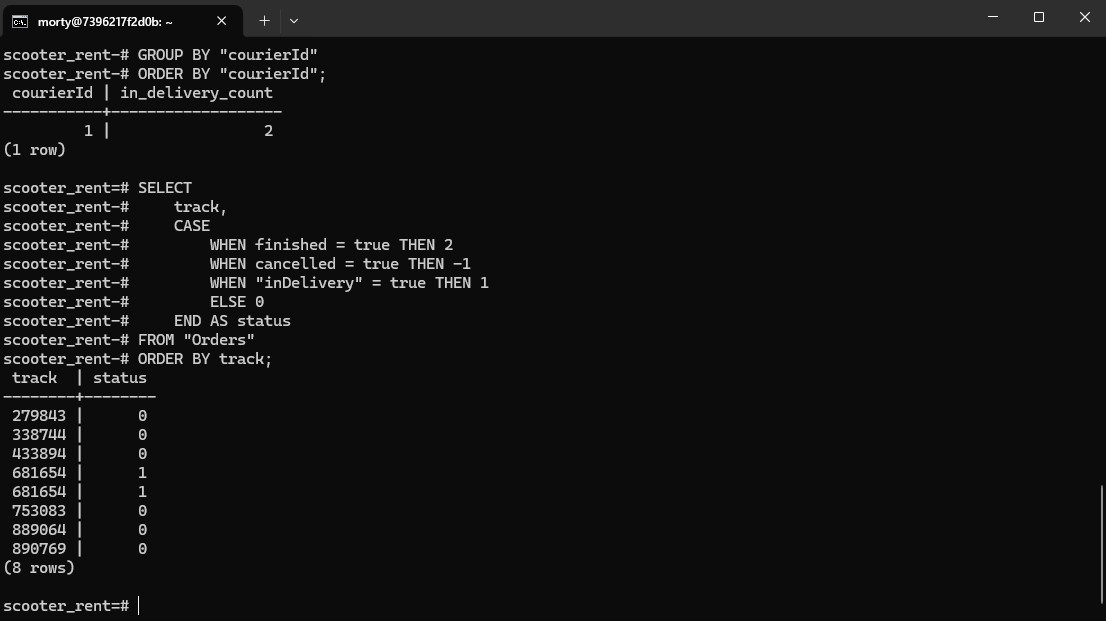 morty@7396217f2d0b: ~
scooter_rent-# GROUP BY "courierId"
scooter_rent-# ORDER BY "courierId";
 courierId | in_delivery_count
-----------+-------------------
         1 |                 2
(1 row)

scooter_rent=# SELECT
scooter_rent-#     track,
scooter_rent-#     CASE
scooter_rent-#         WHEN finished = true THEN 2
scooter_rent-#         WHEN cancelled = true THEN -1
scooter_rent-#         WHEN "inDelivery" = true THEN 1
scooter_rent-#         ELSE 0
scooter_rent-#     END AS status
scooter_rent-# FROM "Orders"
scooter_rent-# ORDER BY track;
 track  | status
--------+--------
 279843 |      0
 338744 |      0
 433894 |      0
 681654 |      1
 681654 |      1
 753083 |      0
 889064 |      0
 890769 |      0
(8 rows)

scooter_rent=#